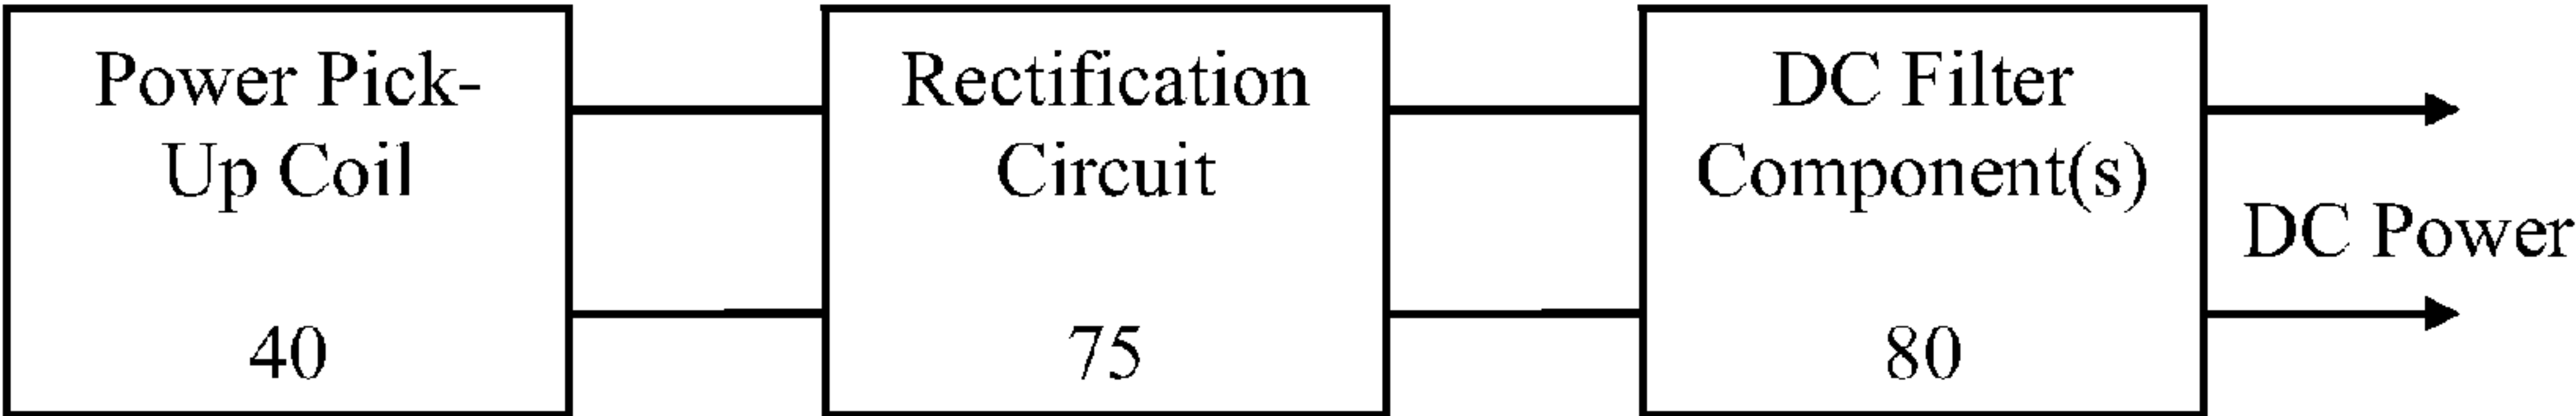 Power Pick-
Up Coil
40
Rectification
Circuit
75
DC Filter
Component(s)
80
DC Power